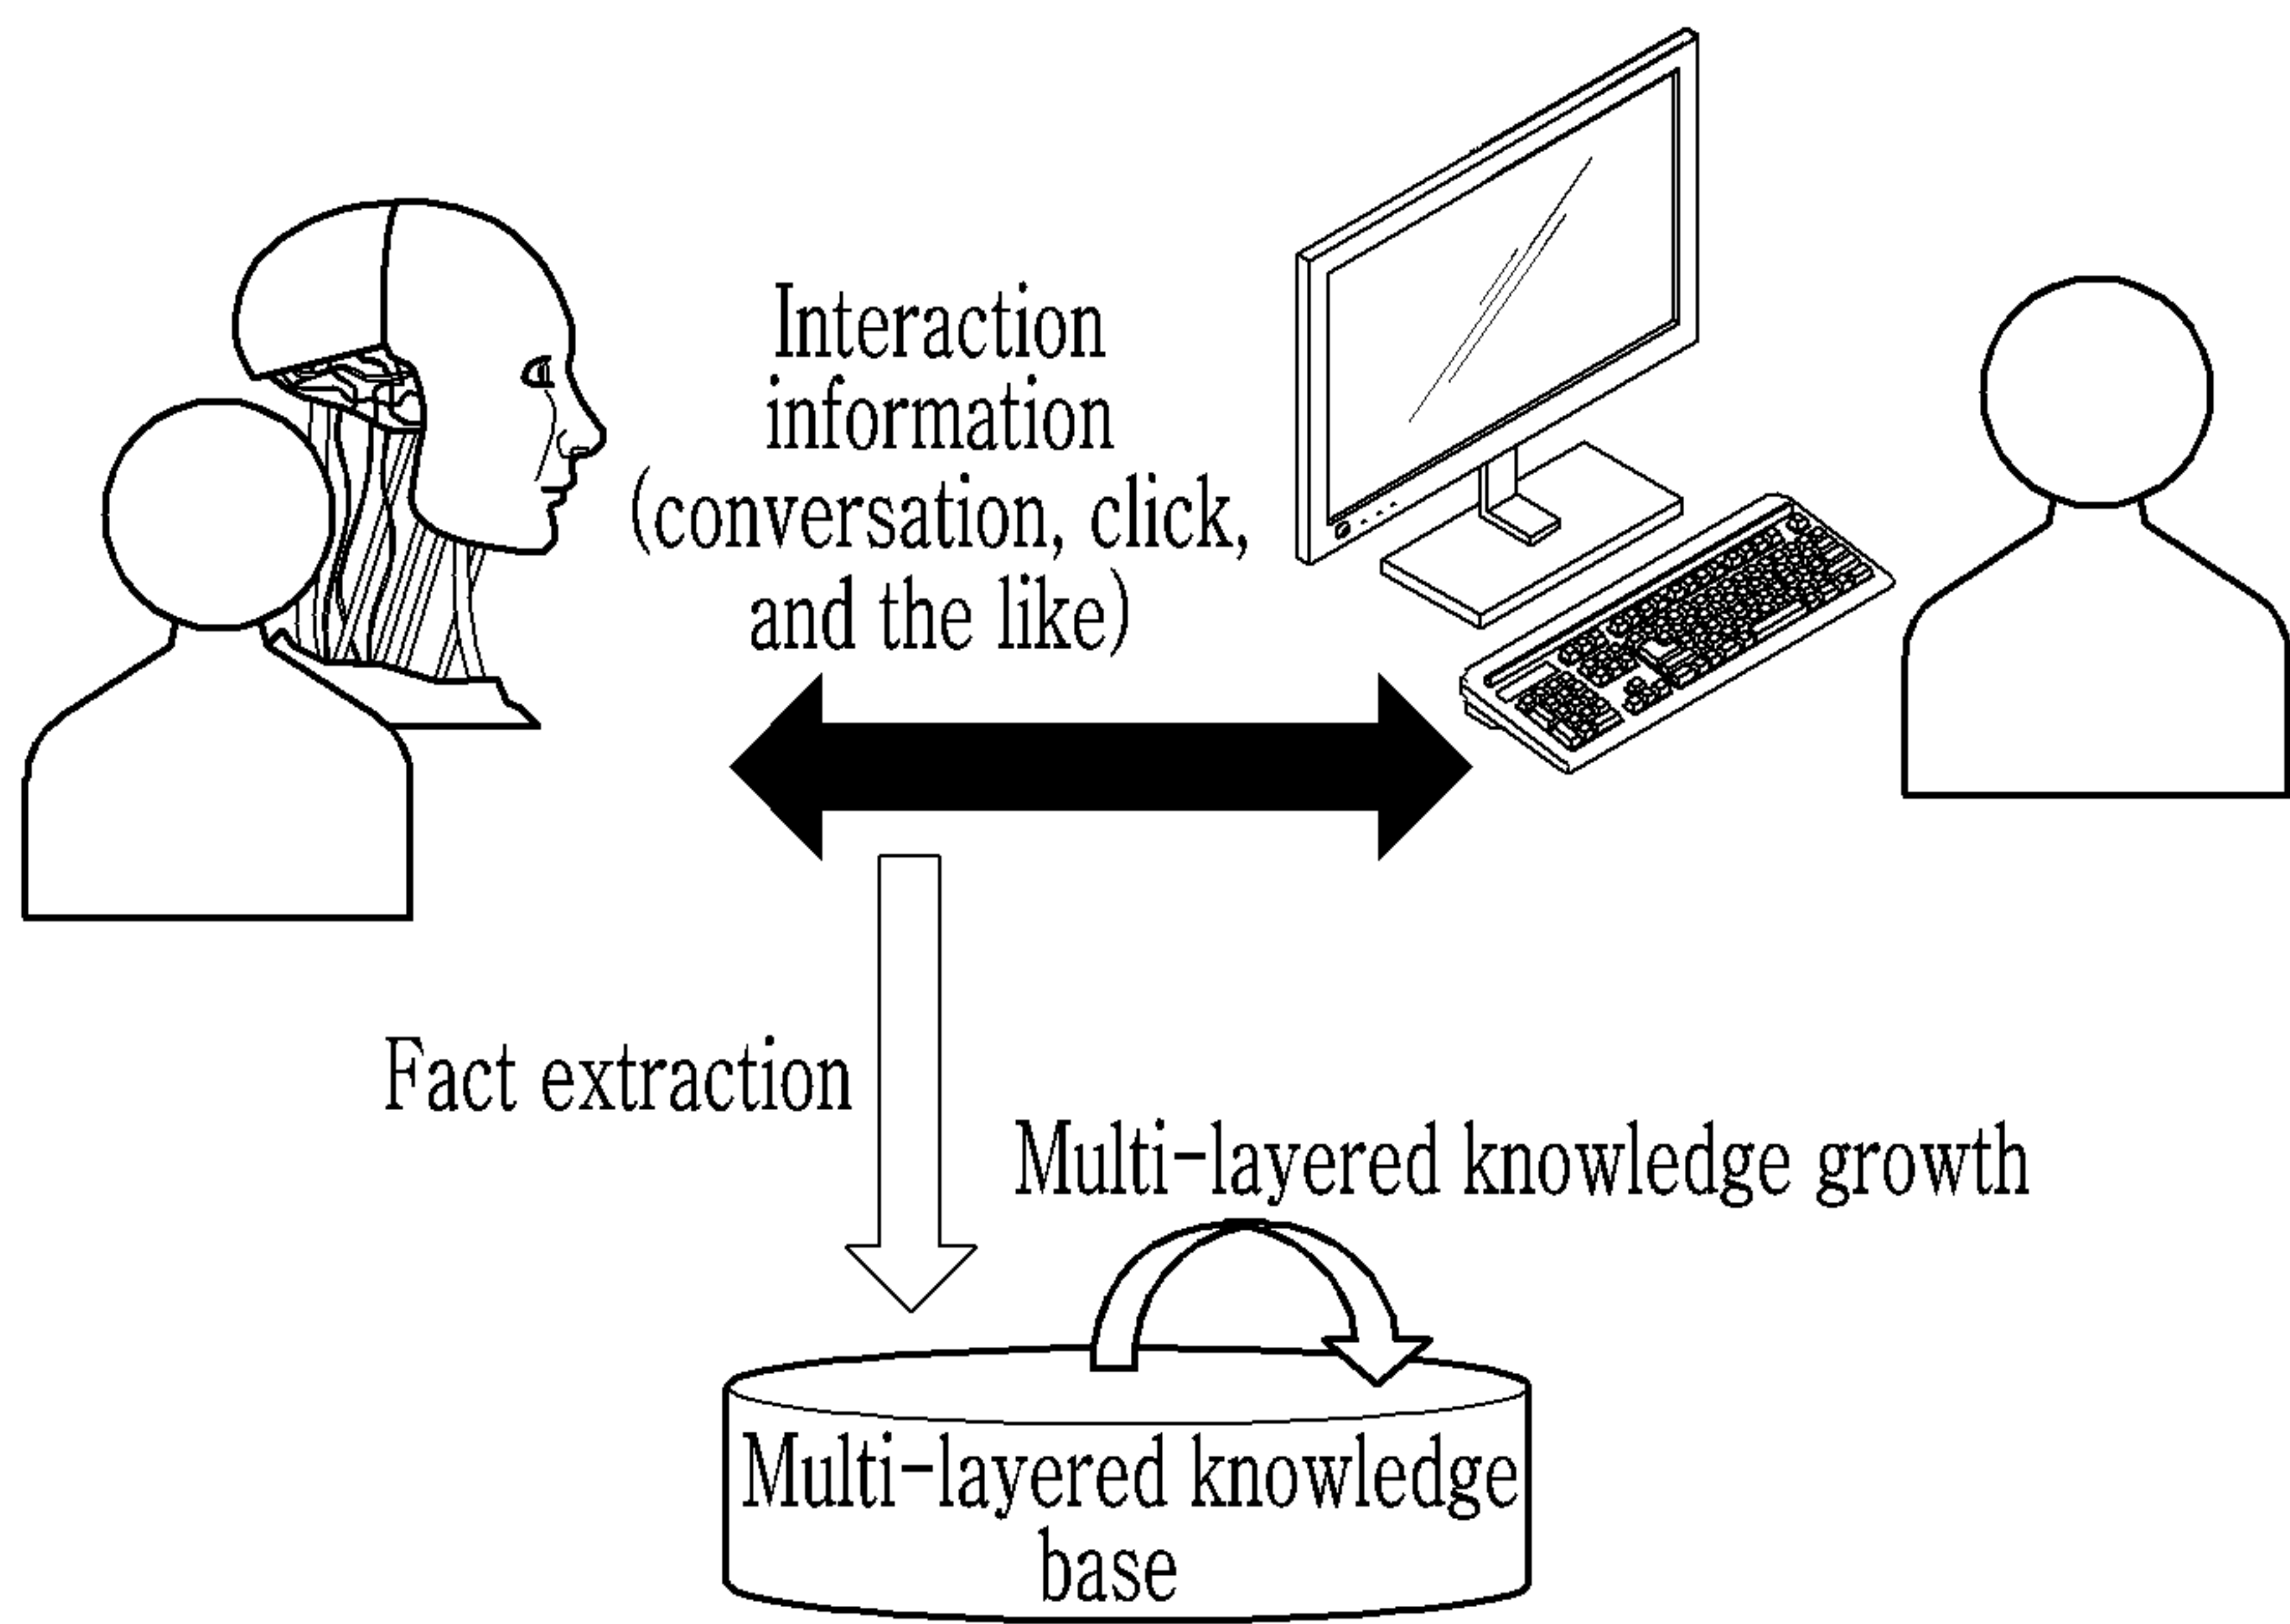 Interaction
information
(conversation, click,
and the like)
Fact extraction
Multi-layered knowledge growth
Multi-layered knowledge
base